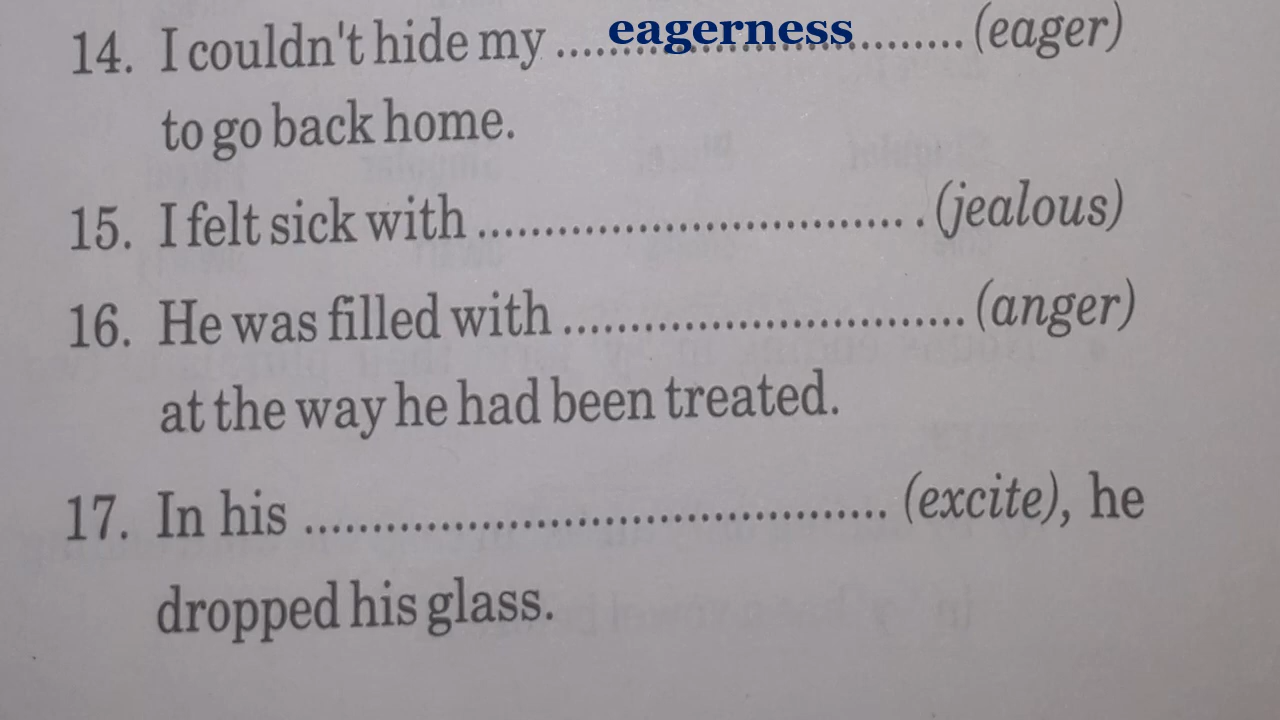 14. I couldn't hide my .... eagerness ........ (eager)
to go back home.
15. I felt sick with ................................ . (jealous)
16. He was filled with .............................. (anger)
at the way he had been treated.
17. In his .......................................... (excite), he
dropped his glass.